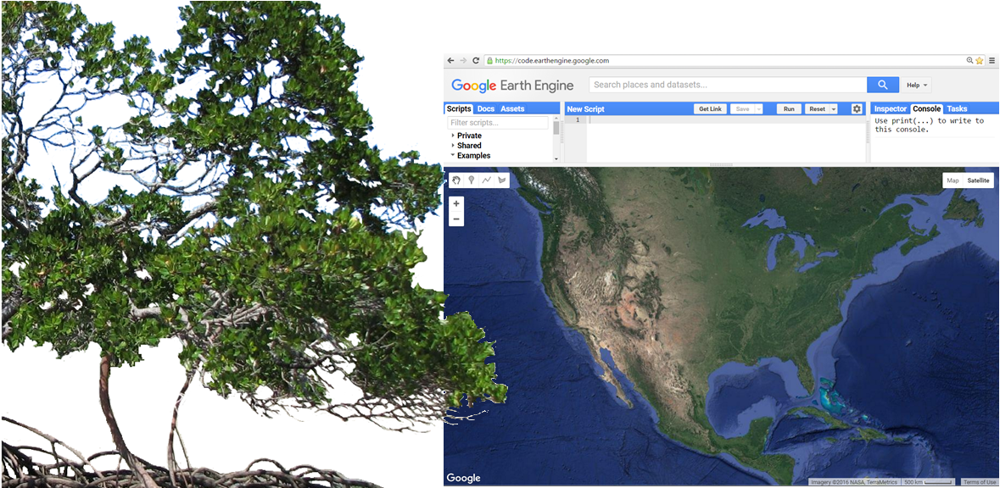 https://code.earthengine.google.com
Google Earth Engine
Search places and datasets...
Help
Scripts Docs Assets
New Script
Get Link Save Run Reset
Inspector Console Tasks
Filter scripts...
1
Use print(...) to write to
this console.
Private
Shared
Examples
Map Satellite
+
−
Google
Imagery ©2016 NASA, TerraMetrics 500 km Terms of Use